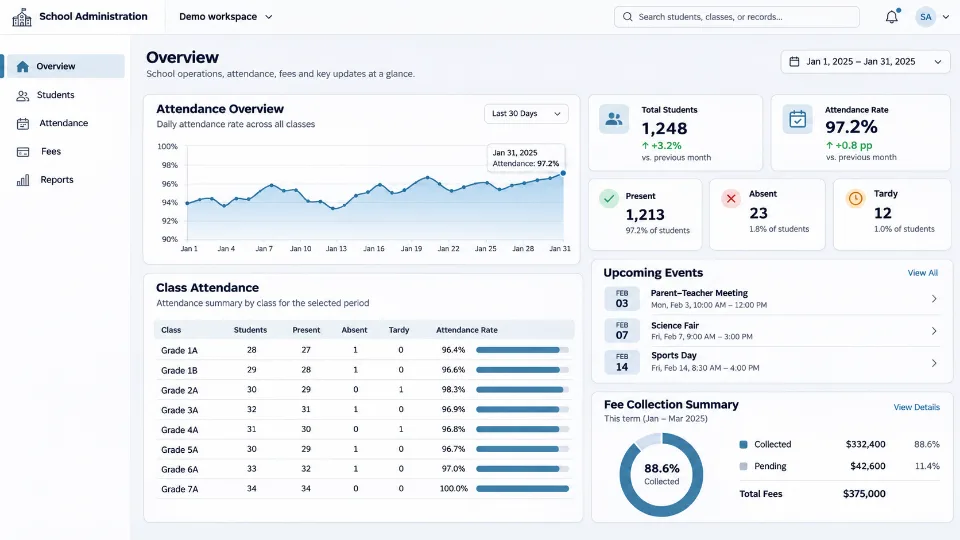 School Administration
Demo workspace
Search students, classes, or records...
SA
Overview
Students
Attendance
Fees
Reports
Overview
School operations, attendance, fees and key updates at a glance.
Jan 1, 2025 – Jan 31, 2025
Attendance Overview
Daily attendance rate across all classes
Last 30 Days
Jan 31, 2025
Attendance: 97.2%
100%
98%
96%
94%
92%
90%
Jan 1 Jan 4 Jan 7 Jan 10 Jan 13 Jan 16 Jan 19 Jan 22 Jan 25 Jan 28 Jan 31
Total Students
1,248
↑ +3.2%
vs. previous month
Attendance Rate
97.2%
↑ +0.8 pp
vs. previous month
Present
1,213
97.2% of students
Absent
23
1.8% of students
Tardy
12
1.0% of students
Class Attendance
Attendance summary by class for the selected period
Class Students Present Absent Tardy Attendance Rate
Grade 1A 28 27 1 0 96.4%
Grade 1B 29 28 1 0 96.6%
Grade 2A 30 29 0 1 98.3%
Grade 3A 32 31 1 0 96.9%
Grade 4A 31 30 0 1 96.8%
Grade 5A 30 29 1 0 96.7%
Grade 6A 33 32 1 0 97.0%
Grade 7A 34 34 0 0 100.0%
Upcoming Events
View All
FEB
03
Parent–Teacher Meeting
Mon, Feb 3, 10:00 AM – 12:00 PM
FEB
07
Science Fair
Fri, Feb 7, 9:00 AM – 3:00 PM
FEB
14
Sports Day
Fri, Feb 14, 8:30 AM – 4:00 PM
Fee Collection Summary
View Details
This term (Jan – Mar 2025)
88.6%
Collected
Collected $332,400 88.6%
Pending $42,600 11.4%
Total Fees $375,000